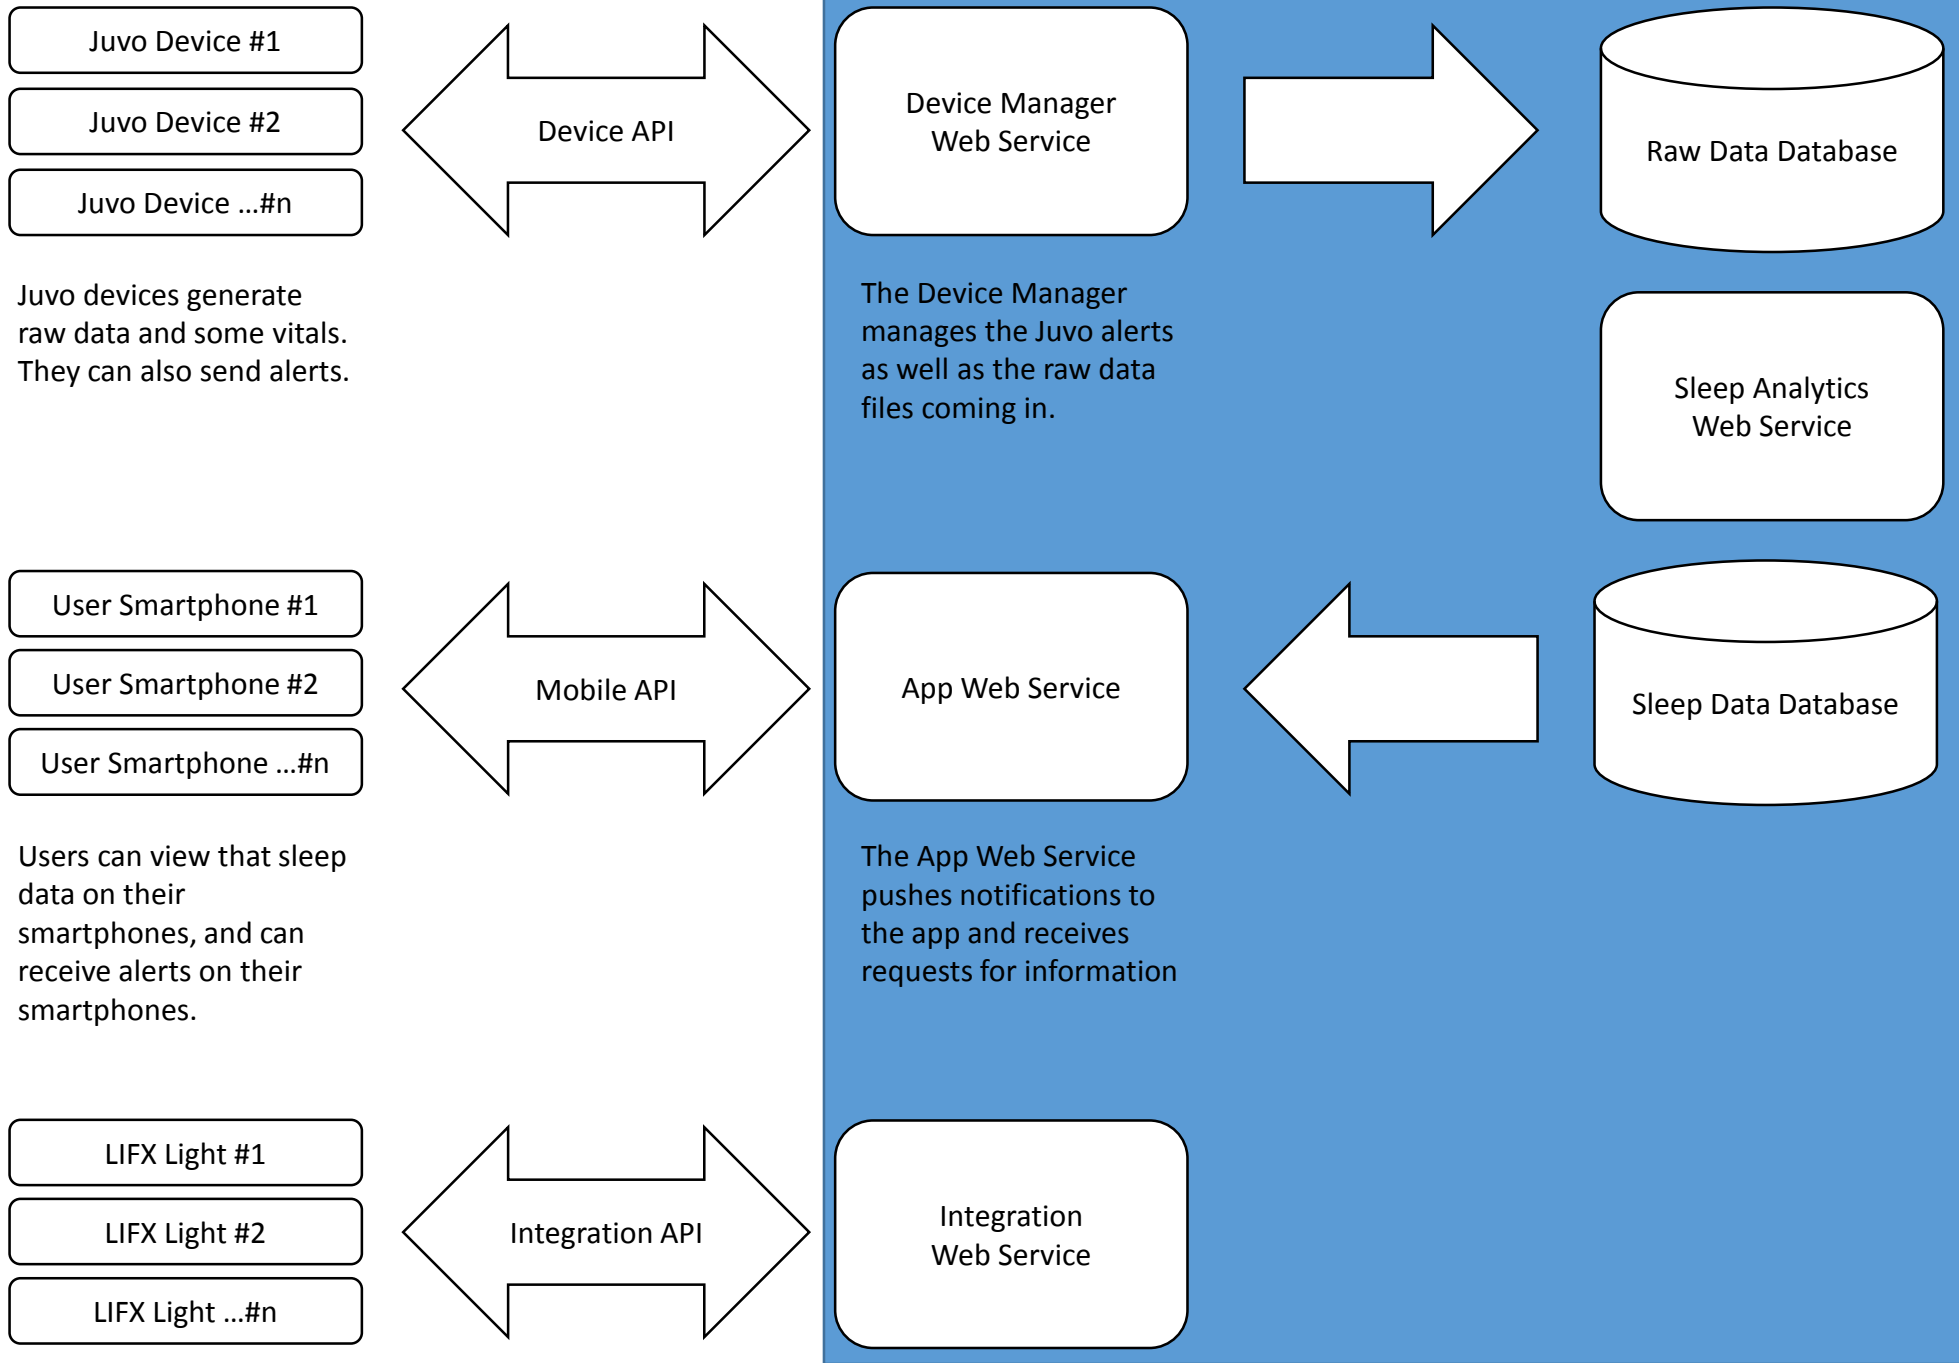 Juvo Device #1
Juvo Device #2
Juvo Device ...#n
Device API
Device Manager
Web Service
Raw Data Database
Juvo devices generate
raw data and some vitals.
They can also send alerts.
The Device Manager
manages the Juvo alerts
as well as the raw data
files coming in.
Sleep Analytics
Web Service
User Smartphone #1
User Smartphone #2
User Smartphone ...#n
Mobile API
App Web Service
Sleep Data Database
Users can view that sleep
data on their
smartphones, and can
receive alerts on their
smartphones.
The App Web Service
pushes notifications to
the app and receives
requests for information
LIFX Light #1
LIFX Light #2
LIFX Light ...#n
Integration API
Integration
Web Service